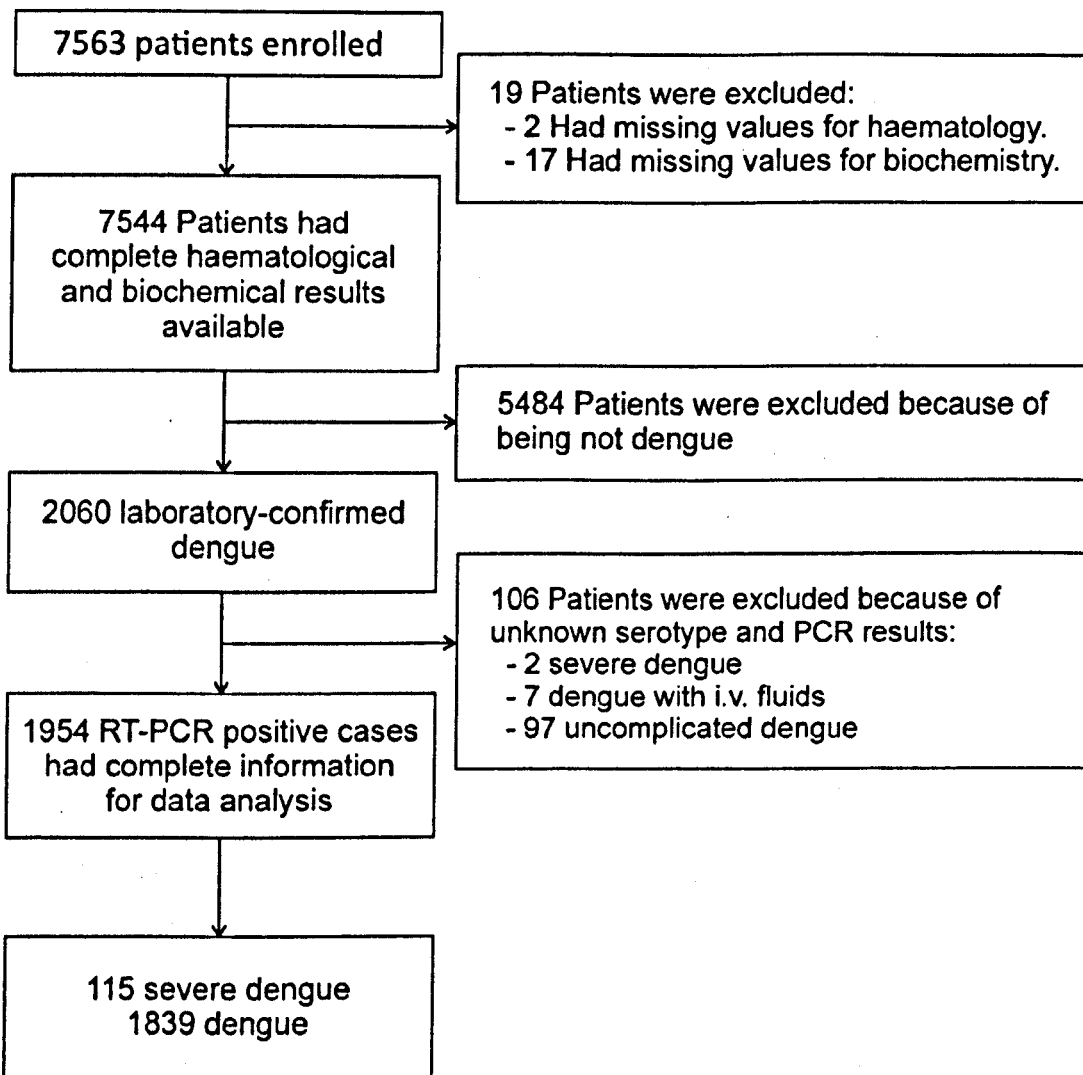 7563 patients enrolled
19 Patients were excluded:
- 2 Had missing values for haematology.
- 17 Had missing values for biochemistry.
7544 Patients had
complete haematological
and biochemical results
available
5484 Patients were excluded because of
being not dengue
2060 laboratory-confirmed
dengue
106 Patients were excluded because of
unknown serotype and PCR results:
- 2 severe dengue
- 7 dengue with i.v. fluids
- 97 uncomplicated dengue
1954 RT-PCR positive cases
had complete information
for data analysis
115 severe dengue
1839 dengue